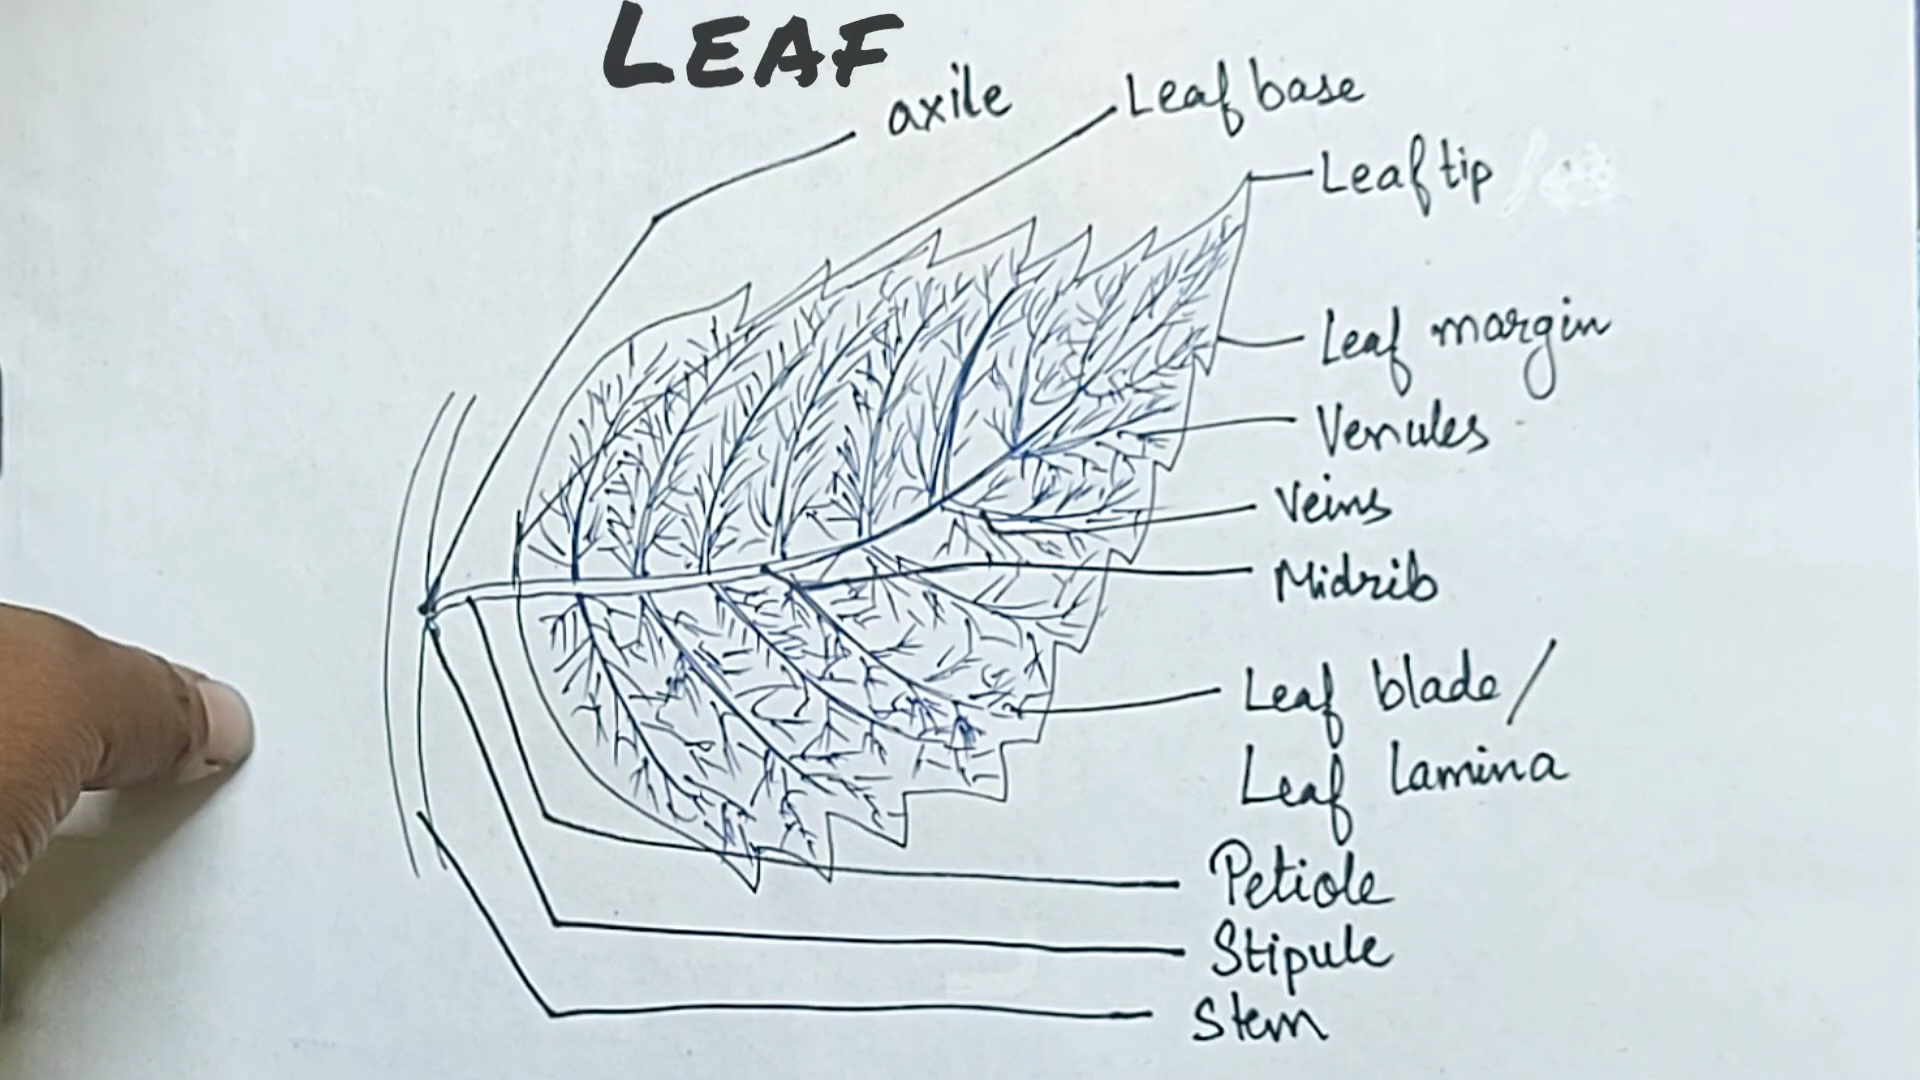 LEAF
axile
Leaf base
Leaf tip
Leaf margin
Venules
Veins
Midrib
Leaf blade/
Leaf lamina
Petiole
Stipule
Stem